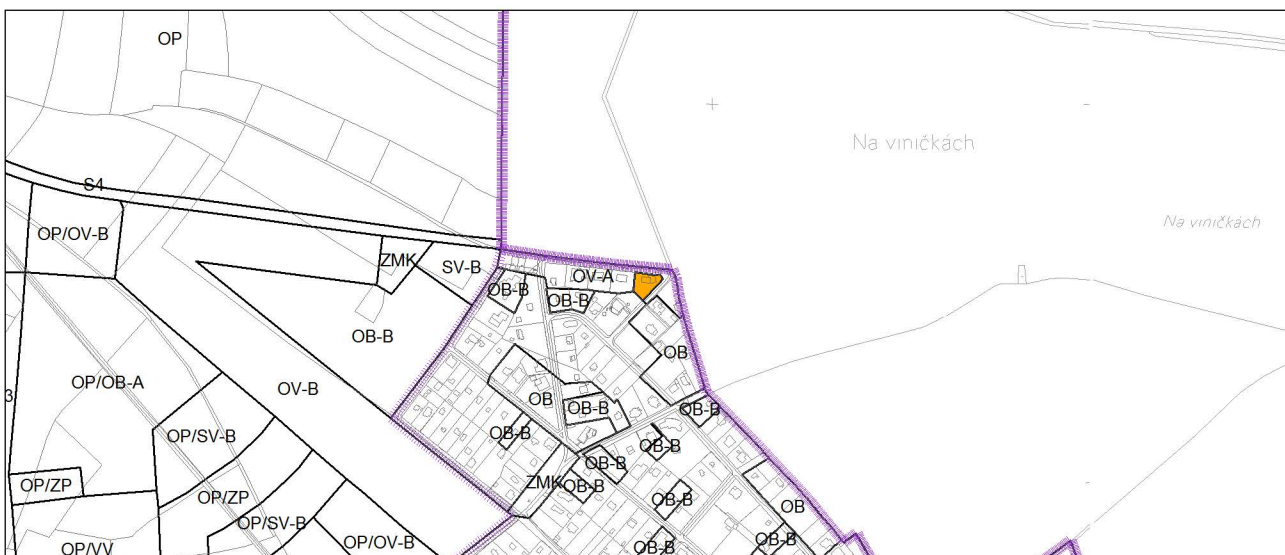 OP
Na viničkách
S4
Na viničkách
OP/OV-B
ZMK
SV-B
OV-A
OB-B
OB-B
OB-B
OB
OP/OB-A
OV-B
3
OB
OB-B
OB-B
OP/SV-B
OB-B
OB-B
OB-B
OP/ZP
ZMK
OB-B
OP/ZP
OB-B
OB
OP/SV-B
OB-B
OP/OV-B
OB-B
OP/VV